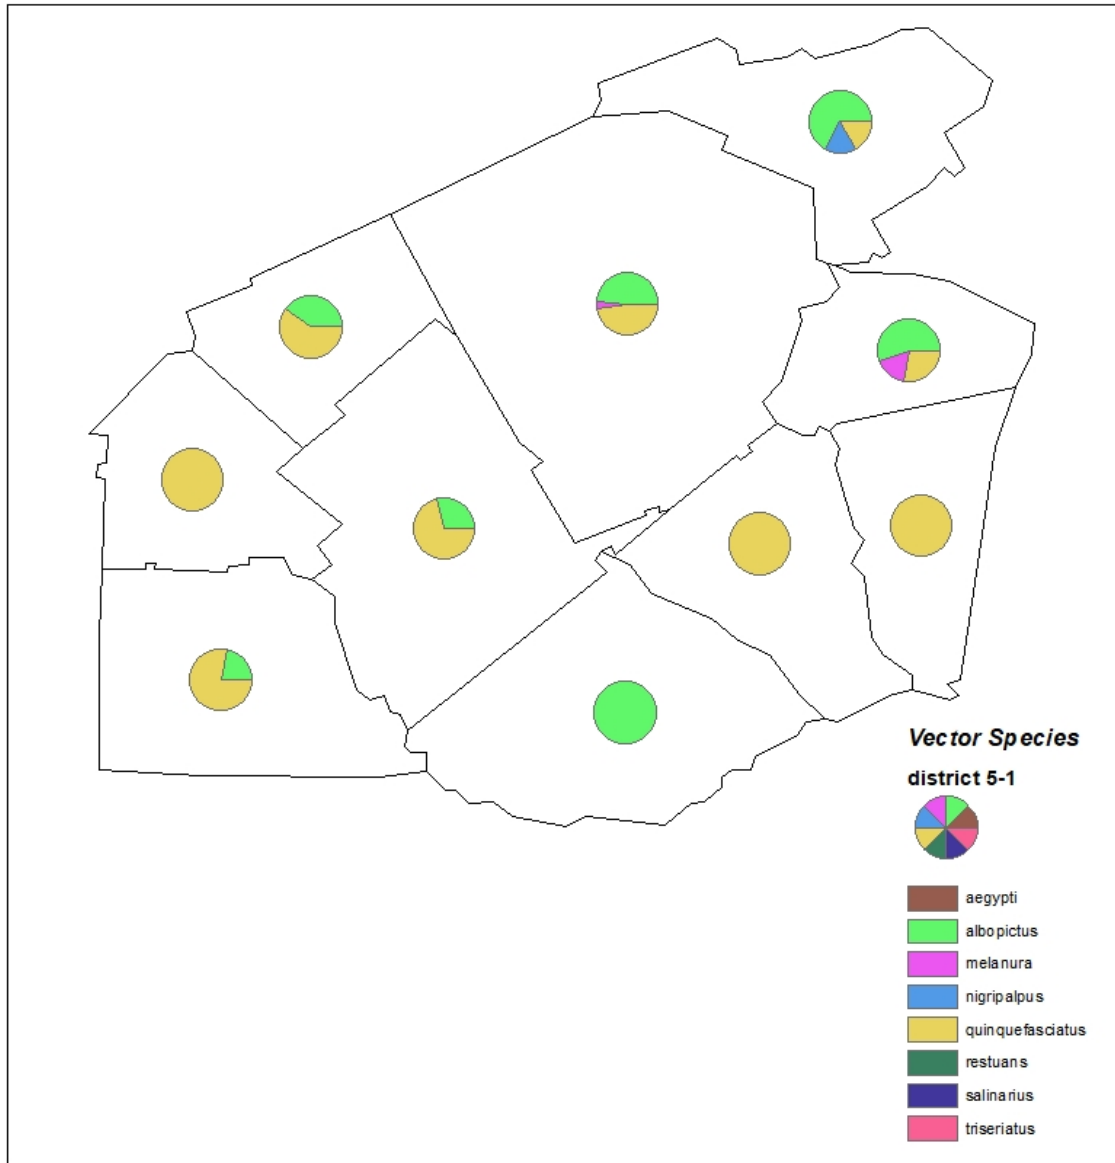 Vector Species
district 5-1
aegypti
albopictus
melanura
nigripalpus
quinquefasciatus
restuans
salinarius
triseriatus